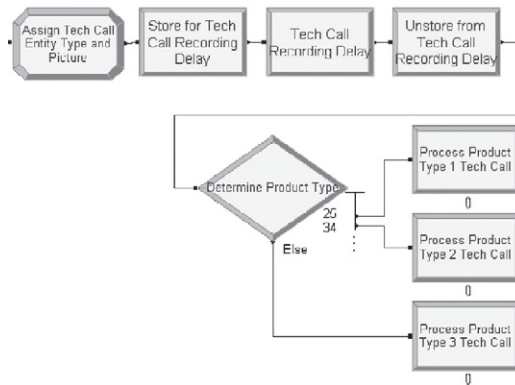 Assign Tech Call
Entity Type and
Picture
Store for Tech
Call Recording
Delay
Tech Call
Recording Delay
Unstore from
Tech Call
Recording Delay
Determine Product Type
25
34
Else
Process Product
Type 1 Tech Call
0
Process Product
Type 2 Tech Call
0
Process Product
Type 3 Tech Call
0